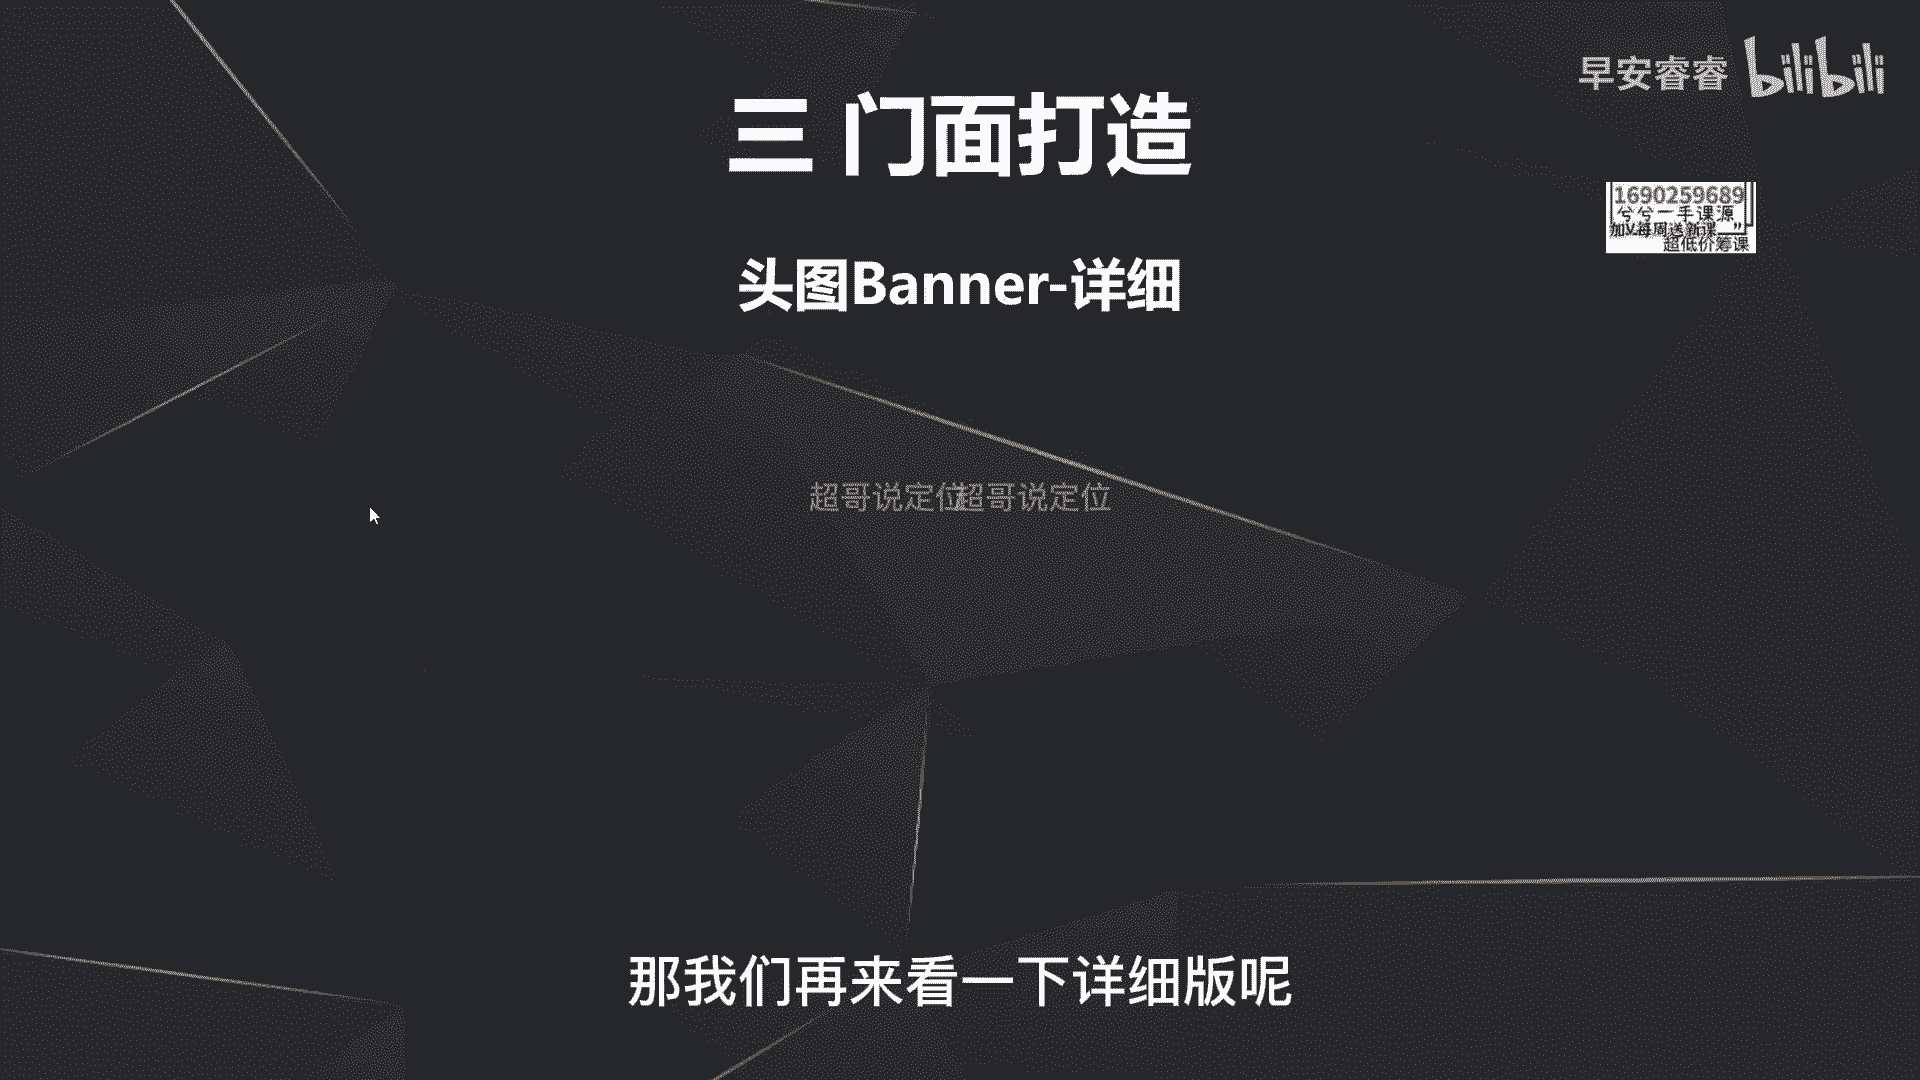 早安睿睿 bilibili
三 门面打造
1690259689
兮兮一手课源
加V每周送新课
超低价筹课
头图Banner-详细
超哥说定位超哥说定位
那我们再来看一下详细版呢